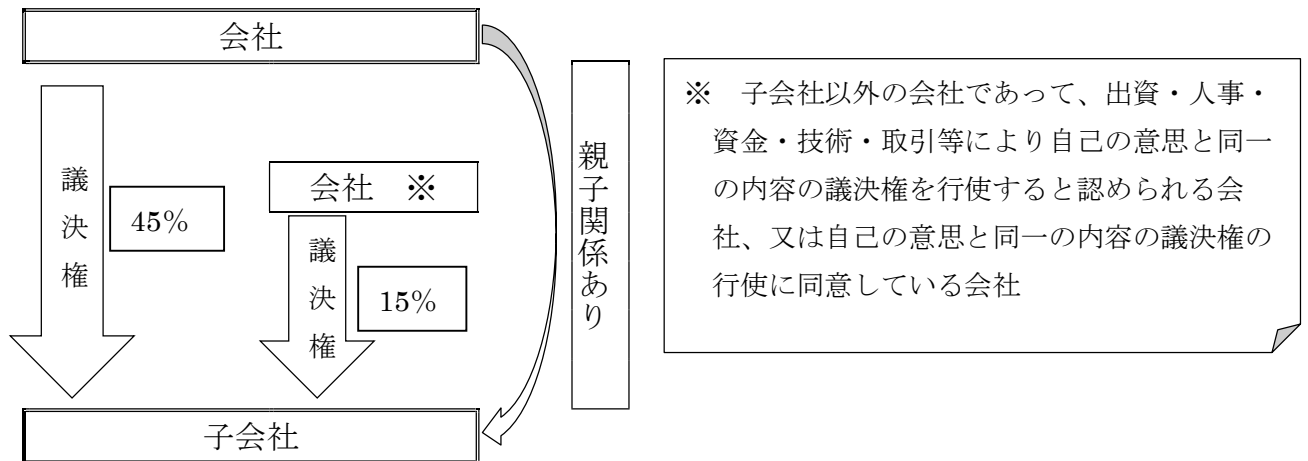 会社
議決権
45%
会社 ※
議決権
15%
親子関係あり
子会社
※ 子会社以外の会社であって、出資・人事・
資金・技術・取引等により自己の意思と同一
の内容の議決権を行使すると認められる会
社、又は自己の意思と同一の内容の議決権の
行使に同意している会社